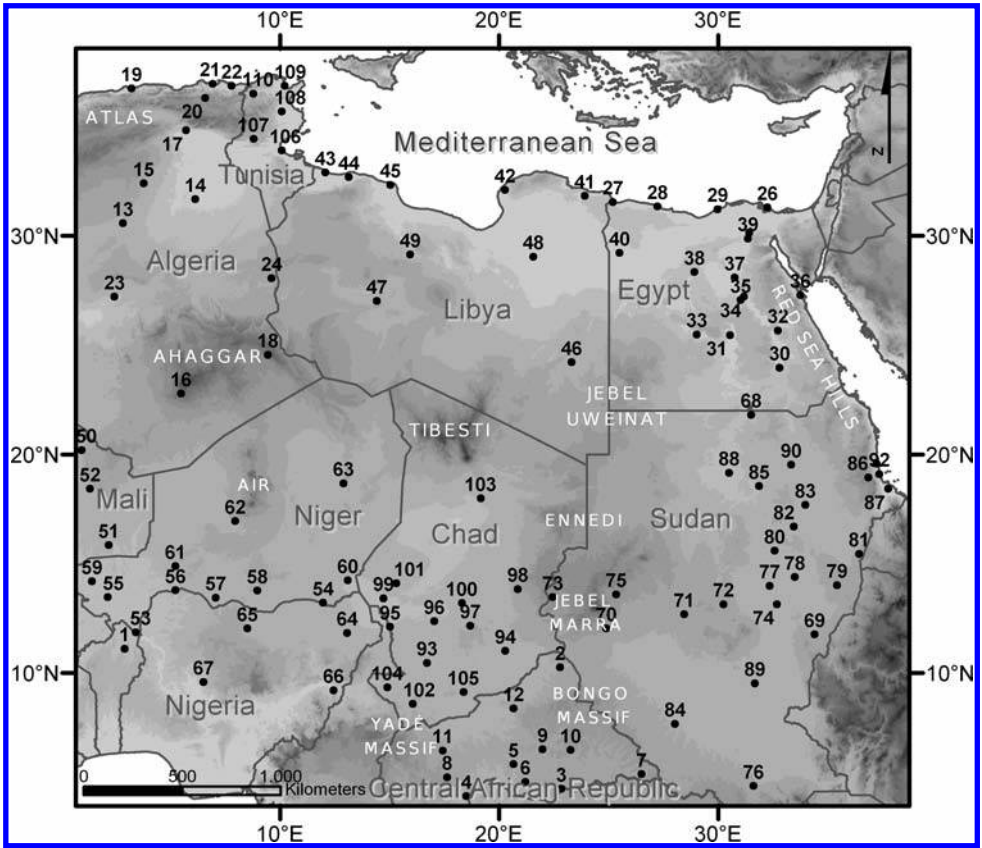 10°E 20°E 30°E
19 21 22 110 109
20 108
ATLAS
17 107 106
Mediterranean Sea
N
15 14 Tunisia 43 44 45 42 41 27 28 29 26
13 39
30°N 30°N
49 48 40 38 37 36
Algeria
24
23 47 Libya Egypt 35
34 32
33
RED SEA HILLS
18 31
AHAGGAR 46 30
16
JEBEL
UWEINAT
68
TIBESTI
50
20°N 20°N
52 63 103 88 90 86 92
Mali AIR 85 87
62 Niger 83
Chad ENNEDI Sudan 82
51 80 81
61 60 101 78
59 56 58 98 73 75 77 79
55 57 54 99 100 72
JEBEL
MARRA
53 65 64 95 96 97 70 71 74 69
1 94
93 2
10°N 10°N
67 66 104 105 89
Nigeria 102 12 BONGO
MASSIF
84
YADÉ
MASSIF
11 9 10
8 5 7
6 3 76
4
0 500 1.000
Kilometers
Central African Republic
10°E 20°E 30°E